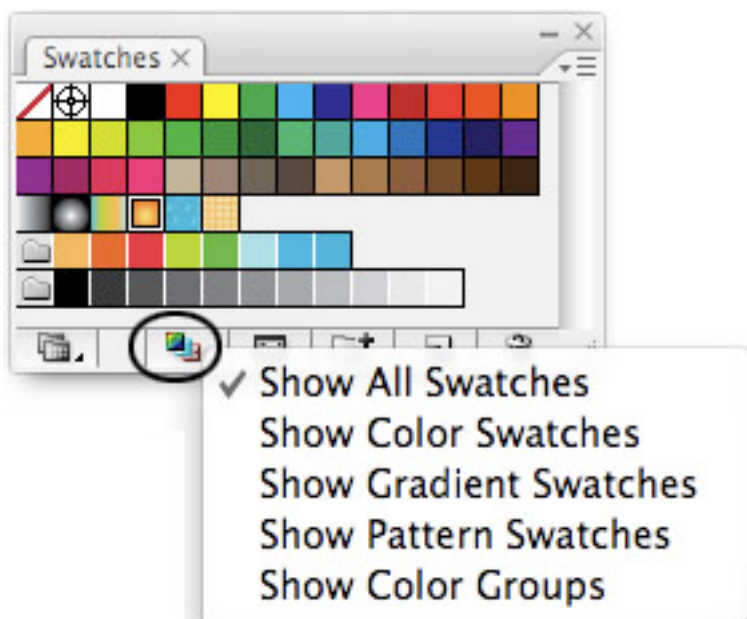 Swatches
Show All Swatches
Show Color Swatches
Show Gradient Swatches
Show Pattern Swatches
Show Color Groups